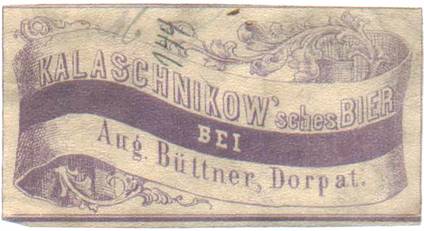 KALASCHNIKOW'sches BIER
BEI
Aug. Büttner, Dorpat.